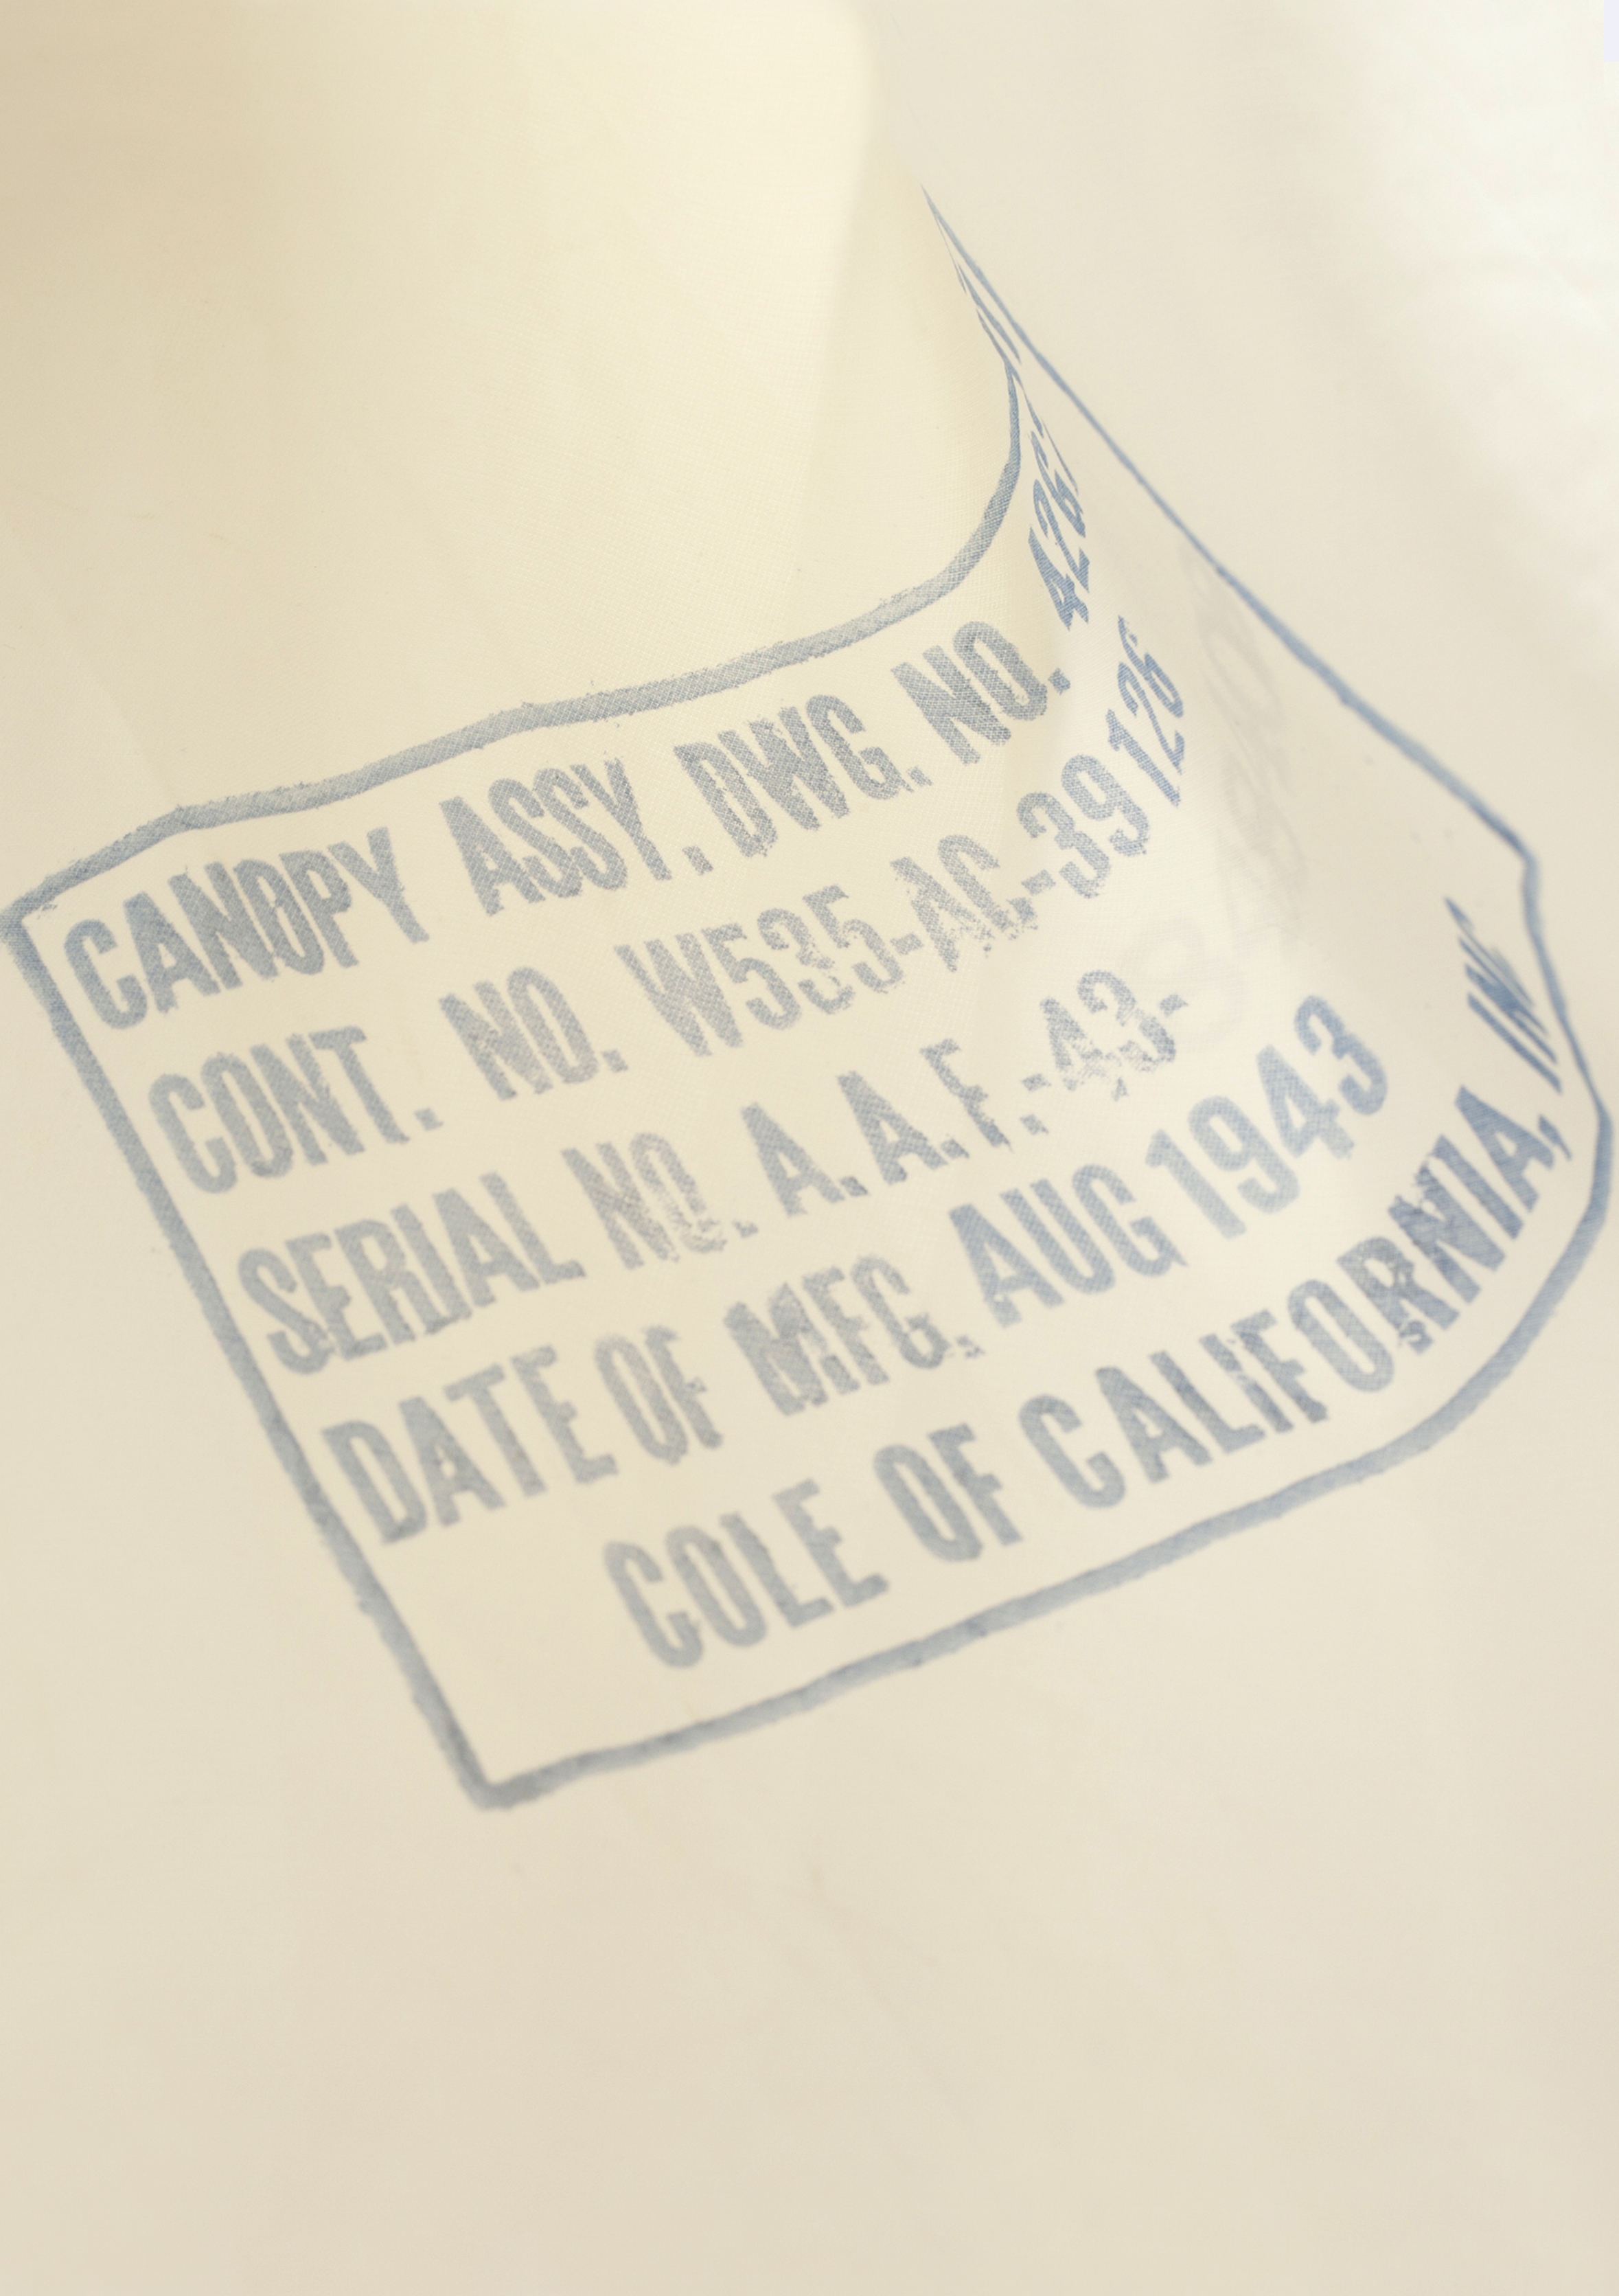 CANOPY ASSY. DWG. NO.
CONT. NO. W535-AC-39126
SERIAL NO. A.A.F.-43-
DATE OF MFG. AUG 1943
COLE OF CALIFORNIA, INC